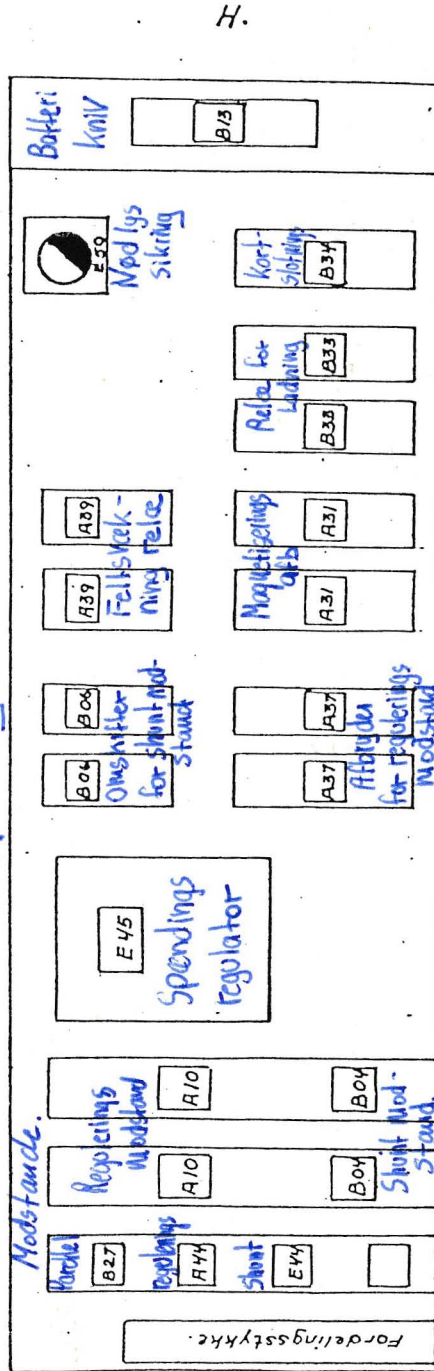 H.
Batteri
kniv
B13
E59
Nødlys
sikring
Kort-
slutning
B34
Relæ for
Ladning
B33
B33
A39
A39
Feltsvæk-
ning relæ
Magnetiserings
afb
A31
A31
B06
B06
Omskifter
for shunt mod-
stand
A37
A37
Afbryder
for regulerings
modstand
E45
Spændings
regulator
Modstande.
Regulerings
modstand
A10
A10
B04
B04
Shunt Mod-
stand
Parallel
B27
regulerings
A44
Shunt
E44
Fordelingsstykke.